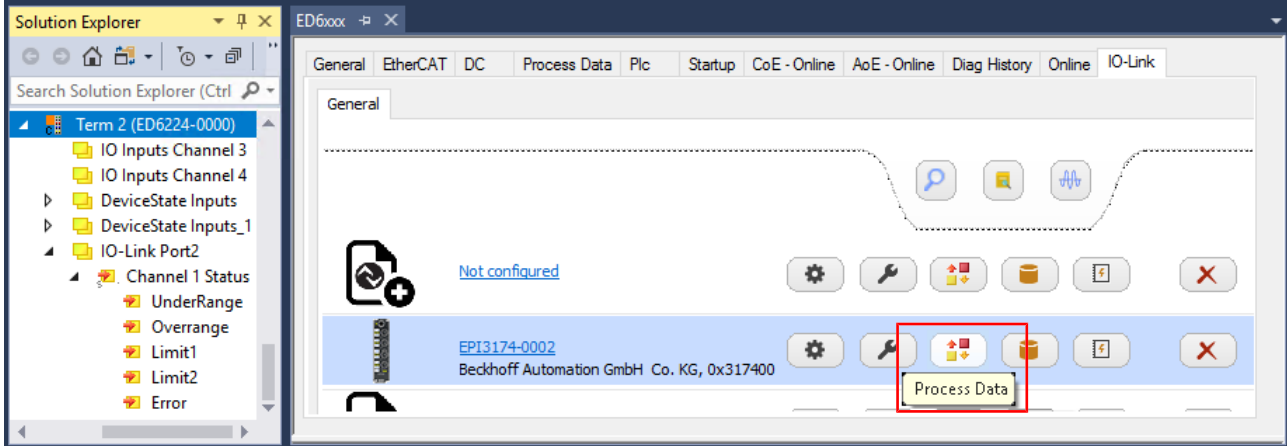 Solution Explorer
Search Solution Explorer (Ctrl
Term 2 (ED6224-0000)
IO Inputs Channel 3
IO Inputs Channel 4
DeviceState Inputs
DeviceState Inputs_1
IO-Link Port2
Channel 1 Status
UnderRange
Overrange
Limit1
Limit2
Error
ED6xxx
General EtherCAT DC Process Data Plc Startup CoE - Online AoE - Online Diag History Online IO-Link
General
Not configured
EPI3174-0002
Beckhoff Automation GmbH Co. KG, 0x317400
Process Data